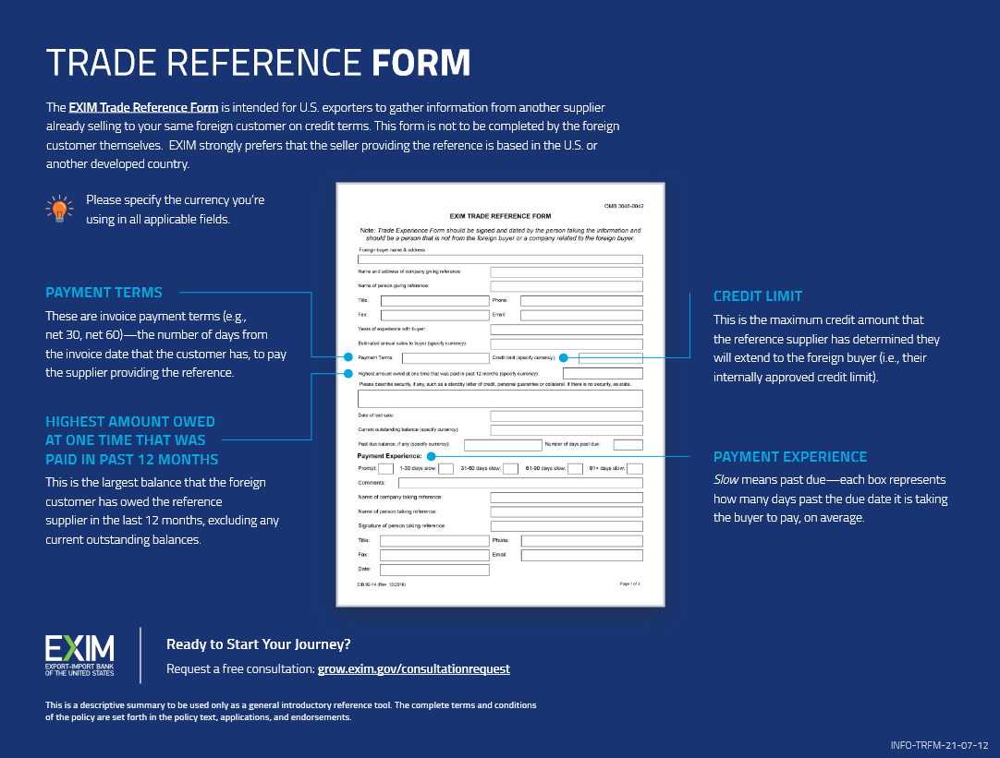 TRADE REFERENCE FORM
The EXIM Trade Reference Form is intended for U.S. exporters to gather information from another supplier
already selling to your same foreign customer on credit terms. This form is not to be completed by the foreign
customer themselves. EXIM strongly prefers that the seller providing the reference is based in the U.S. or
another developed country.
Please specify the currency you're
using in all applicable fields.
PAYMENT TERMS
These are invoice payment terms (e.g.,
net 30, net 60)—the number of days from
the invoice date that the customer has, to pay
the supplier providing the reference.
HIGHEST AMOUNT OWED
AT ONE TIME THAT WAS
PAID IN PAST 12 MONTHS
This is the largest balance that the foreign
customer has owed the reference
supplier in the last 12 months, excluding any
current outstanding balances.
OMB 3048-0042
EXIM TRADE REFERENCE FORM
Note: Trade Experience Form should be signed and dated by the person taking the information and
should be a person that is not from the foreign buyer or a company related to the foreign buyer.
Foreign buyer name & address
Name and address of company giving reference:
Name of person giving reference:
Title: Phone:
Fax: Email:
Years of experience with buyer:
Estimated annual sales to buyer (specify currency):
Payment Terms Credit limit (specify currency):
Highest amount owed at one time that was paid in past 12 months (specify currency):
Please describe security, if any, such as a standby letter of credit, personal guarantee or collateral. If there is no security, so state.
Date of last sale:
Current outstanding balance (specify currency):
Past due balance, if any (specify currency): Number of days past due:
Payment Experience:
Prompt: 1-30 days slow: 31-60 days slow: 61-90 days slow: 91+ days slow:
Comments:
Name of company taking reference:
Name of person taking reference:
Signature of person taking reference:
Title: Phone:
Fax: Email:
Date:
EIB 99-14 (Rev. 12/2016) Page 1 of 2
CREDIT LIMIT
This is the maximum credit amount that
the reference supplier has determined they
will extend to the foreign buyer (i.e., their
internally approved credit limit).
PAYMENT EXPERIENCE
Slow means past due—each box represents
how many days past the due date it is taking
the buyer to pay, on average.
EXIM
EXPORT-IMPORT BANK
OF THE UNITED STATES
Ready to Start Your Journey?
Request a free consultation: grow.exim.gov/consultationrequest
This is a descriptive summary to be used only as a general introductory reference tool. The complete terms and conditions
of the policy are set forth in the policy text, applications, and endorsements.
INFO-TRFM-21-07-12